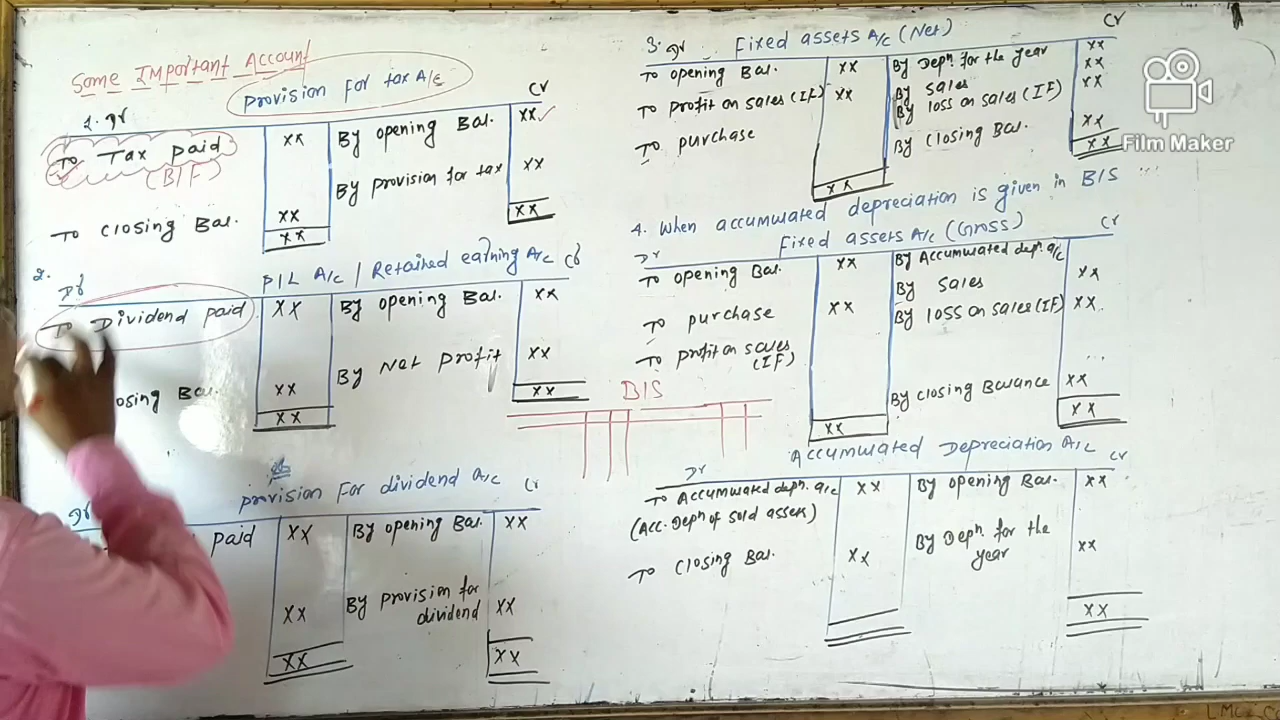 Some Important Account
Provision for tax A/c
1. Dr Cr
To Tax paid xx By opening Bal. xx
(B/F)
By provision for tax xx
To closing Bal. xx
xx xx
2.
P/L A/c / Retained earning A/c
Dr Cr
To Dividend paid xx By opening Bal. xx
By Net profit xx
losing Bal. xx
xx xx
B/S
provision for dividend a/c
Dr Cr
paid xx By opening Bal. xx
xx By provision for xx
dividend
xx xx
3. Dr Fixed assets A/c (Net) Cr
To opening Bal. xx By Depn. for the year xx
By sales xx
To profit on sales (IF) xx By loss on sales (IF) xx
To purchase
By closing Bal. xx
xx xx
4. When accumulated depreciation is given in B/S
Fixed assets A/c (Gross)
Dr Cr
To opening Bal. xx By Accumulated dep. a/c
By sales xx
To purchase xx By loss on sales (IF) xx
To profit on sales
(IF)
By closing Balance xx
xx xx
Accumulated Depreciation A/c
Dr Cr
To Accumulated depn. a/c xx By opening Bal. xx
(Acc. Depn of sold assets)
To closing Bal. xx By Depn. for the xx
year
xx
Film Maker